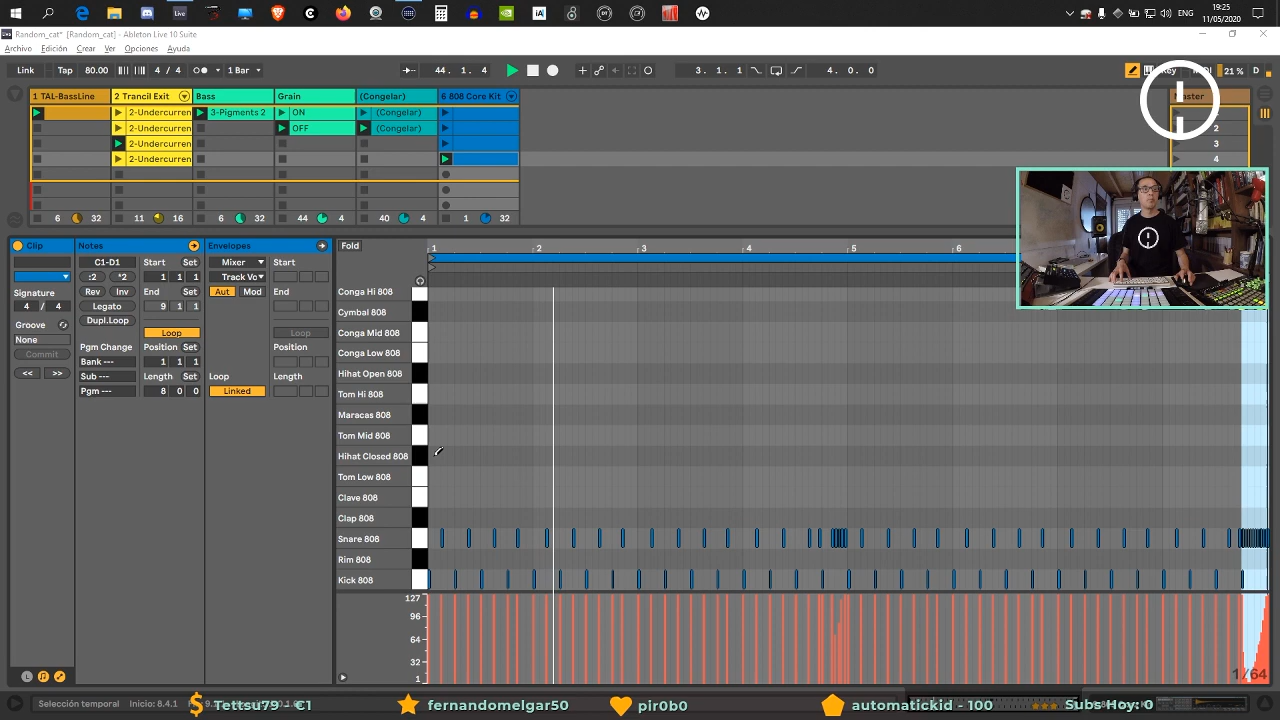 19:25
ENG
11/05/2020
Random_cat* [Random_cat] - Ableton Live 10 Suite
Archivo Edición Crear Ver Opciones Ayuda
Link Tap 80.00 4 / 4 1 Bar 44. 1. 4 3. 1. 1 4. 0. 0 Key 21 % D
1 TAL-BassLine 2 Trancil Exit Bass Grain (Congelar) 6 808 Core Kit Master
2-Undercurren 3-Pigments 2 ON (Congelar)
2-Undercurren OFF (Congelar) 2
2-Undercurren 3
2-Undercurren 4
6 32 11 16 6 32 44 4 40 4 1 32
Clip Notes Envelopes Fold 1 2 3 4 5 6
C1-D1 Start Set Mixer Start
:2 *2 1 1 1 Track Vo
Signature Rev Inv End Set Aut Mod End
4 / 4 Legato 9 1 1
Groove Dupl.Loop Loop Loop
None Pgm Change Position Set Position
Commit Bank --- 1 1 1
<< >> Sub --- Length Set Loop Length
Pgm --- 8 0 0 Linked
Conga Hi 808
Cymbal 808
Conga Mid 808
Conga Low 808
Hihat Open 808
Tom Hi 808
Maracas 808
Tom Mid 808
Hihat Closed 808
Tom Low 808
Clave 808
Clap 808
Snare 808
Rim 808
Kick 808
127
96
64
32
1
1/64
Selección temporal Inicio: 8.4.1
fernandomelgar50 pir0b0 automaticamusic - 100 Subs Hoy: 0